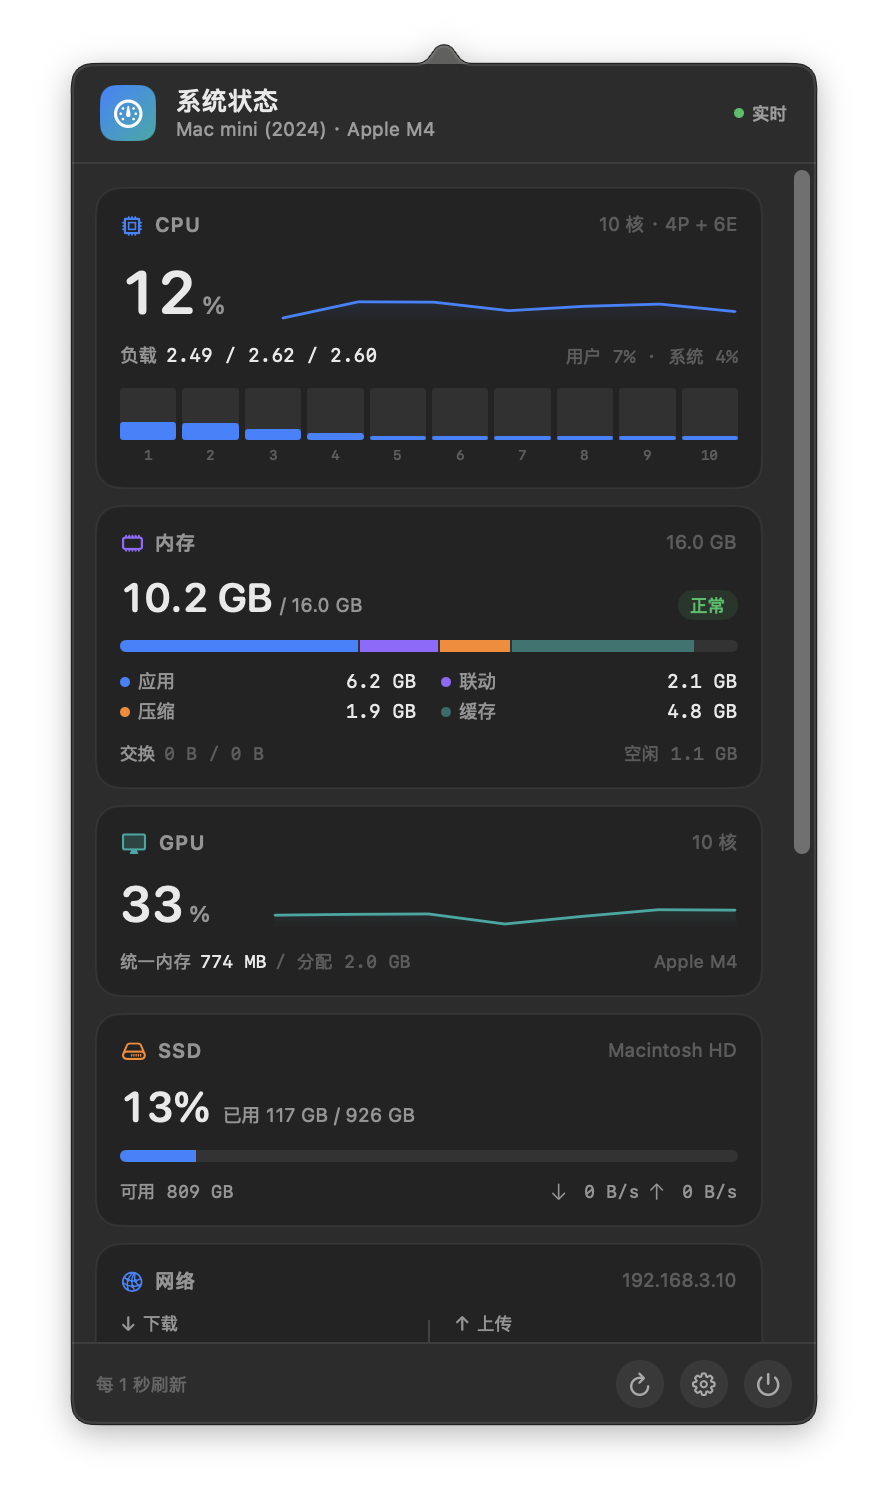 系统状态
Mac mini (2024) · Apple M4
实时
CPU
10 核 · 4P + 6E
12 %
负载 2.49 / 2.62 / 2.60
用户 7% · 系统 4%
1 2 3 4 5 6 7 8 9 10
内存
16.0 GB
10.2 GB / 16.0 GB
正常
应用 6.2 GB 联动 2.1 GB
压缩 1.9 GB 缓存 4.8 GB
交换 0 B / 0 B
空闲 1.1 GB
GPU
10 核
33 %
统一内存 774 MB / 分配 2.0 GB
Apple M4
SSD
Macintosh HD
13% 已用 117 GB / 926 GB
可用 809 GB
↓ 0 B/s ↑ 0 B/s
网络
192.168.3.10
↓ 下载
↑ 上传
每 1 秒刷新